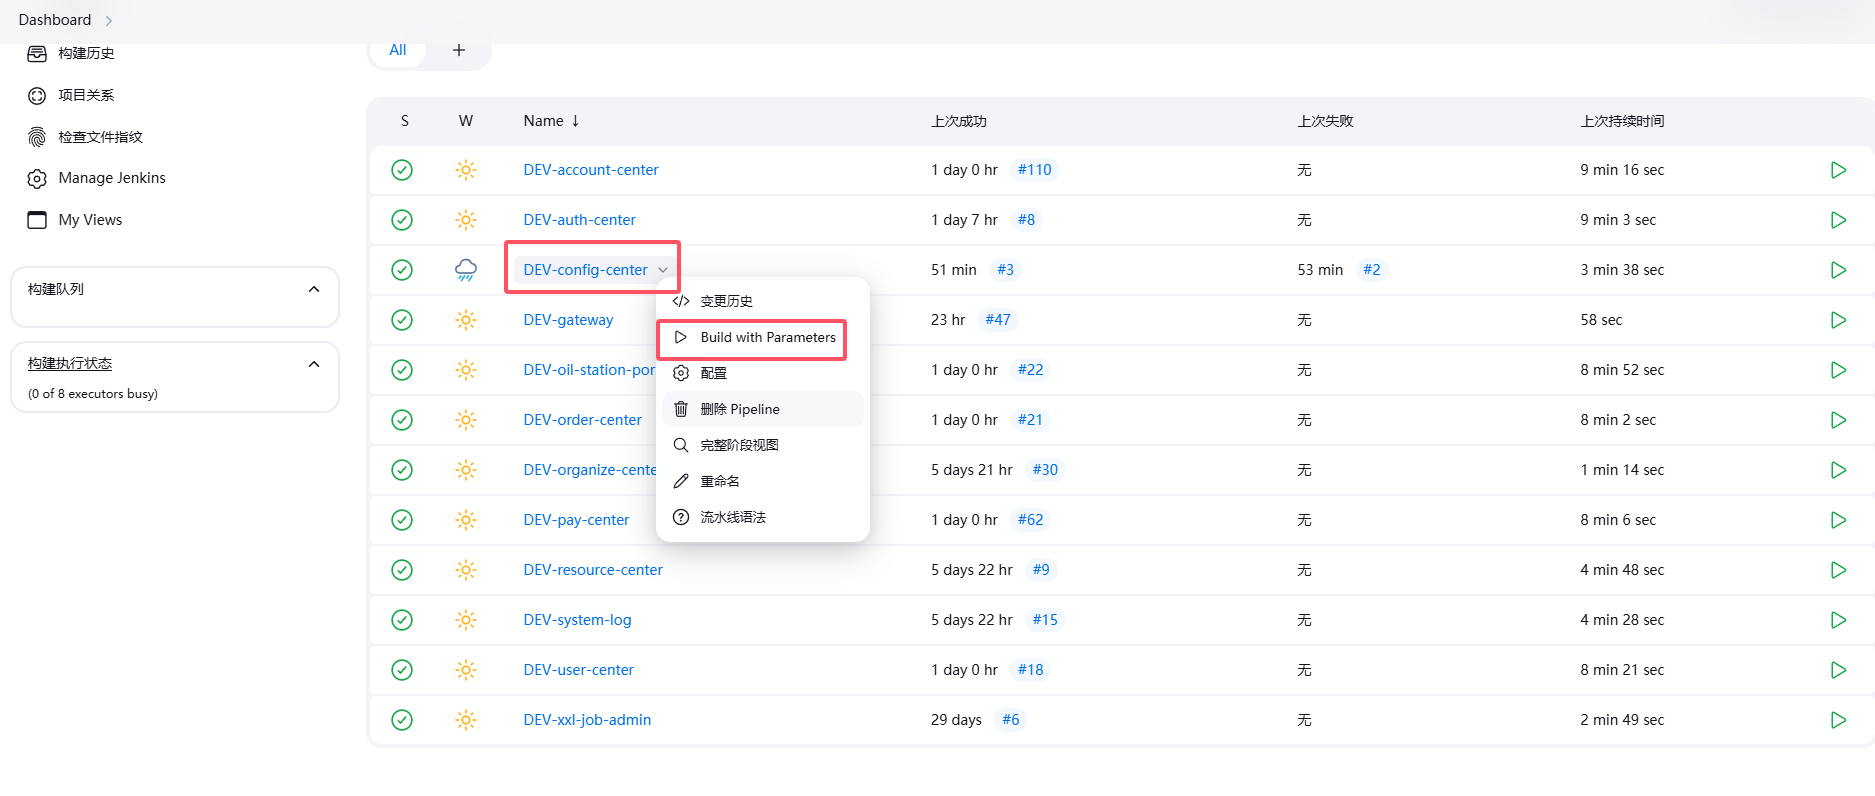 Dashboard
构建历史
项目关系
检查文件指纹
Manage Jenkins
My Views
构建队列
构建执行状态
(0 of 8 executors busy)
All +
S W Name ↓ 上次成功 上次失败 上次持续时间
DEV-account-center 1 day 0 hr #110 无 9 min 16 sec
DEV-auth-center 1 day 7 hr #8 无 9 min 3 sec
DEV-config-center 51 min #3 53 min #2 3 min 38 sec
DEV-gateway 23 hr #47 无 58 sec
DEV-oil-station-por 1 day 0 hr #22 无 8 min 52 sec
DEV-order-center 1 day 0 hr #21 无 8 min 2 sec
DEV-organize-cente 5 days 21 hr #30 无 1 min 14 sec
DEV-pay-center 1 day 0 hr #62 无 8 min 6 sec
DEV-resource-center 5 days 22 hr #9 无 4 min 48 sec
DEV-system-log 5 days 22 hr #15 无 4 min 28 sec
DEV-user-center 1 day 0 hr #18 无 8 min 21 sec
DEV-xxl-job-admin 29 days #6 无 2 min 49 sec
变更历史
Build with Parameters
配置
删除 Pipeline
完整阶段视图
重命名
流水线语法